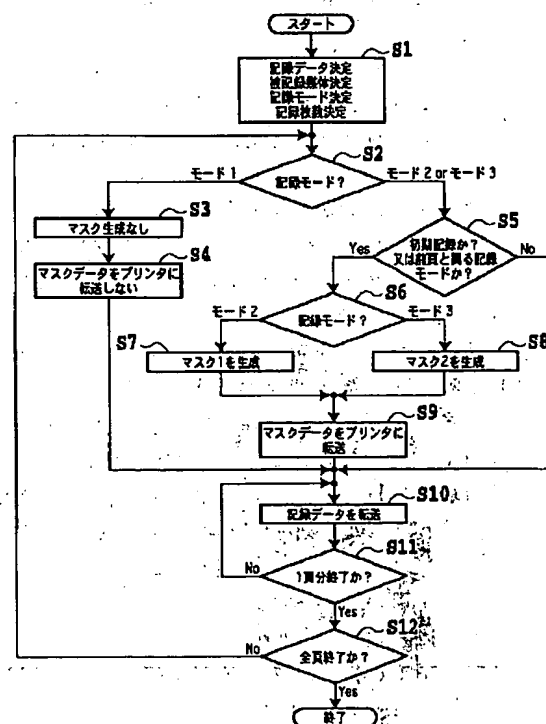 スタート
S1
記録データ決定
被記録媒体決定
記録モード決定
記録枚数決定
S2
記録モード?
モード1
モード2 or モード3
S3
マスク生成なし
S4
マスクデータをプリンタに
転送しない
S5
初期記録か?
又は前頁と異る記録
モードか?
Yes
No
S6
記録モード?
モード2
モード3
S7
マスク1を生成
S8
マスク2を生成
S9
マスクデータをプリンタに
転送
S10
記録データを転送
S11
1頁分終了か?
No
Yes
S12
全頁終了か?
No
Yes
終了